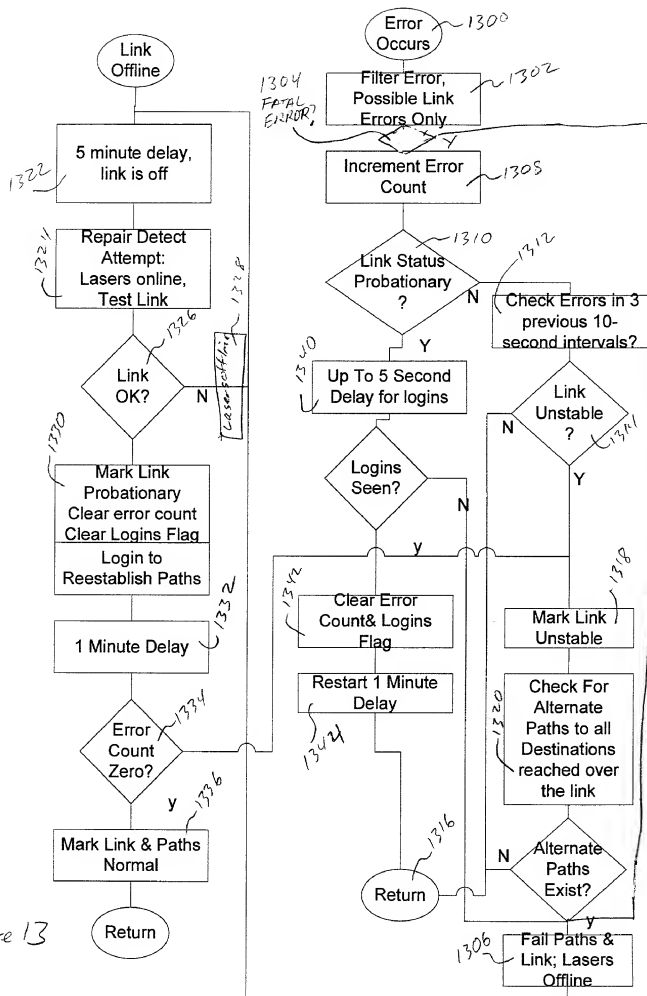 Link
Offline
5 minute delay,
link is off
1322
Repair Detect
Attempt:
Lasers online,
Test Link
1324
1328
Lasers offline
1326
Link
OK?
N
1330
Mark Link
Probationary
Clear error count
Clear Logins Flag
Login to
Reestablish Paths
1332
1 Minute Delay
1334
Error
Count
Zero?
y
1336
Mark Link & Paths
Normal
Return
Error
Occurs
1300
Filter Error,
Possible Link
Errors Only
1302
1304
FATAL
ERROR?
Y
Increment Error
Count
1308
1310
Link Status
Probationary
?
N
Y
1312
Check Errors in 3
previous 10-
second intervals?
1340
Up To 5 Second
Delay for logins
Link
Unstable
?
1314
N
Y
Logins
Seen?
N
y
1342
Clear Error
Count& Logins
Flag
1318
Mark Link
Unstable
Restart 1 Minute
Delay
1344
1320
Check For
Alternate
Paths to all
Destinations
reached over
the link
1316
Return
N
Alternate
Paths
Exist?
y
1306
Fail Paths &
Link; Lasers
Offline
13